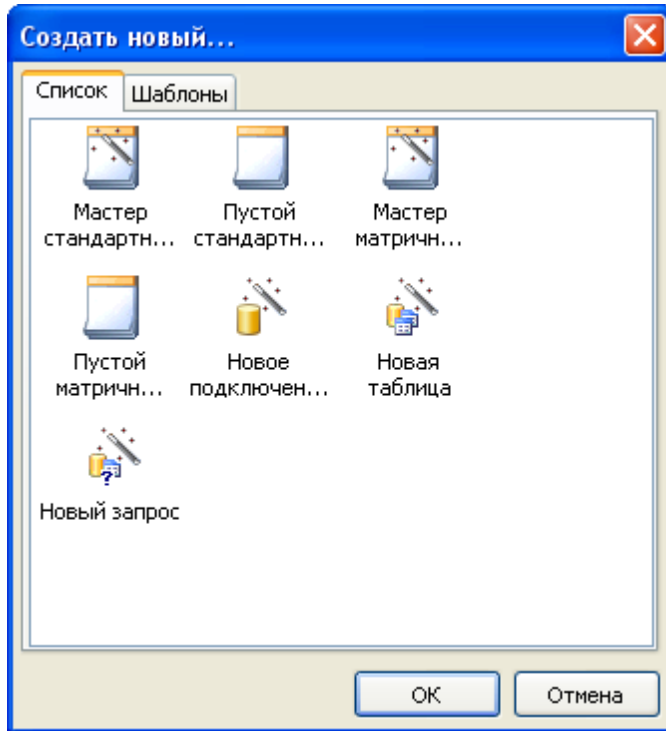 Создать новый...
Список Шаблоны
Мастер стандартн... Пустой стандартн... Мастер матричн...
Пустой матричн... Новое подключен... Новая таблица
Новый запрос
ОК Отмена